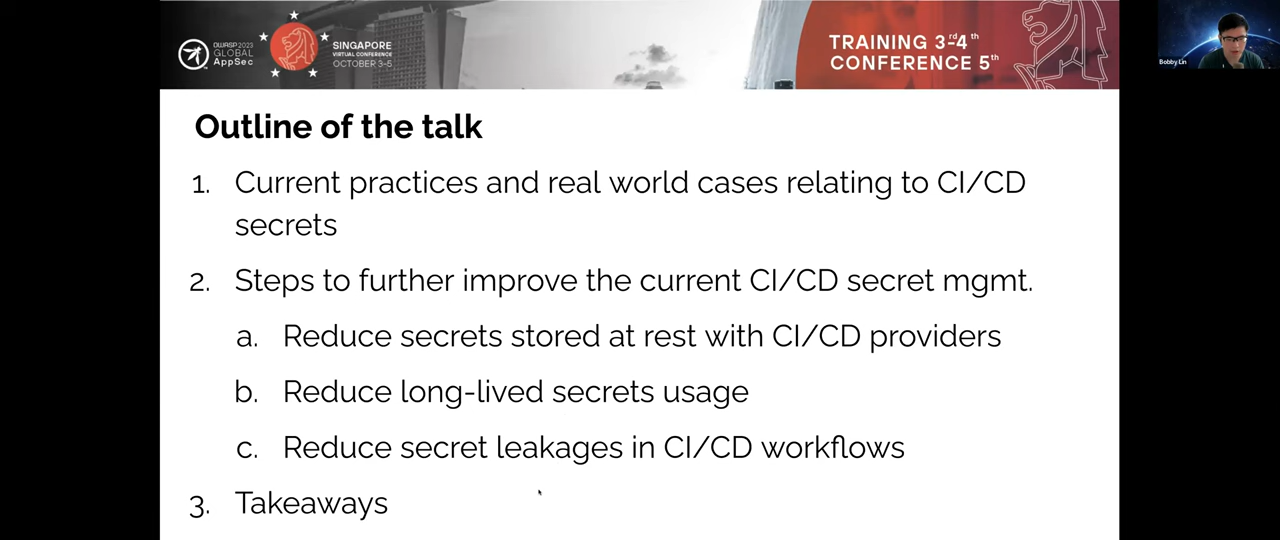 OWASP 2023
GLOBAL
AppSec
SINGAPORE
VIRTUAL CONFERENCE
OCTOBER 3-5
TRAINING 3rd-4th
CONFERENCE 5th
Bobby Lin
Outline of the talk
1. Current practices and real world cases relating to CI/CD
secrets
2. Steps to further improve the current CI/CD secret mgmt.
a. Reduce secrets stored at rest with CI/CD providers
b. Reduce long-lived secrets usage
c. Reduce secret leakages in CI/CD workflows
3. Takeaways